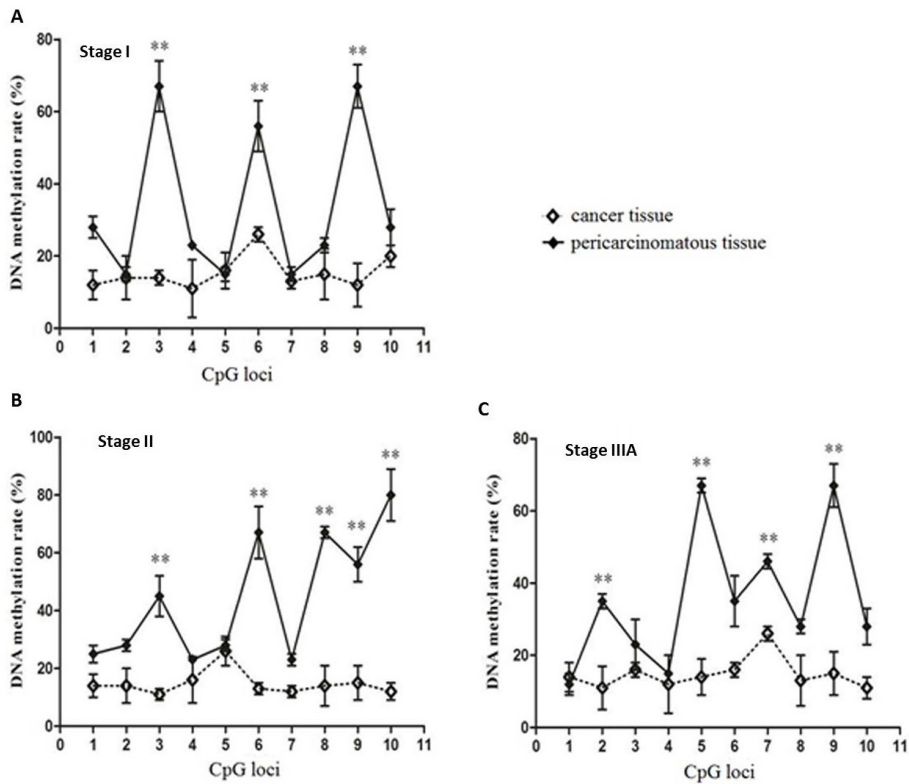 A
Stage I
DNA methylation rate (%)
80
60
40
20
0
** ** **
0 1 2 3 4 5 6 7 8 9 10 11
CpG loci
cancer tissue
pericarcinomatous tissue
B
Stage II
DNA methylation rate (%)
100
80
60
40
20
0
** ** ** ** **
0 1 2 3 4 5 6 7 8 9 10 11
CpG loci
C
Stage IIIA
DNA methylation rate (%)
80
60
40
20
0
** ** ** **
0 1 2 3 4 5 6 7 8 9 10 11
CpG loci